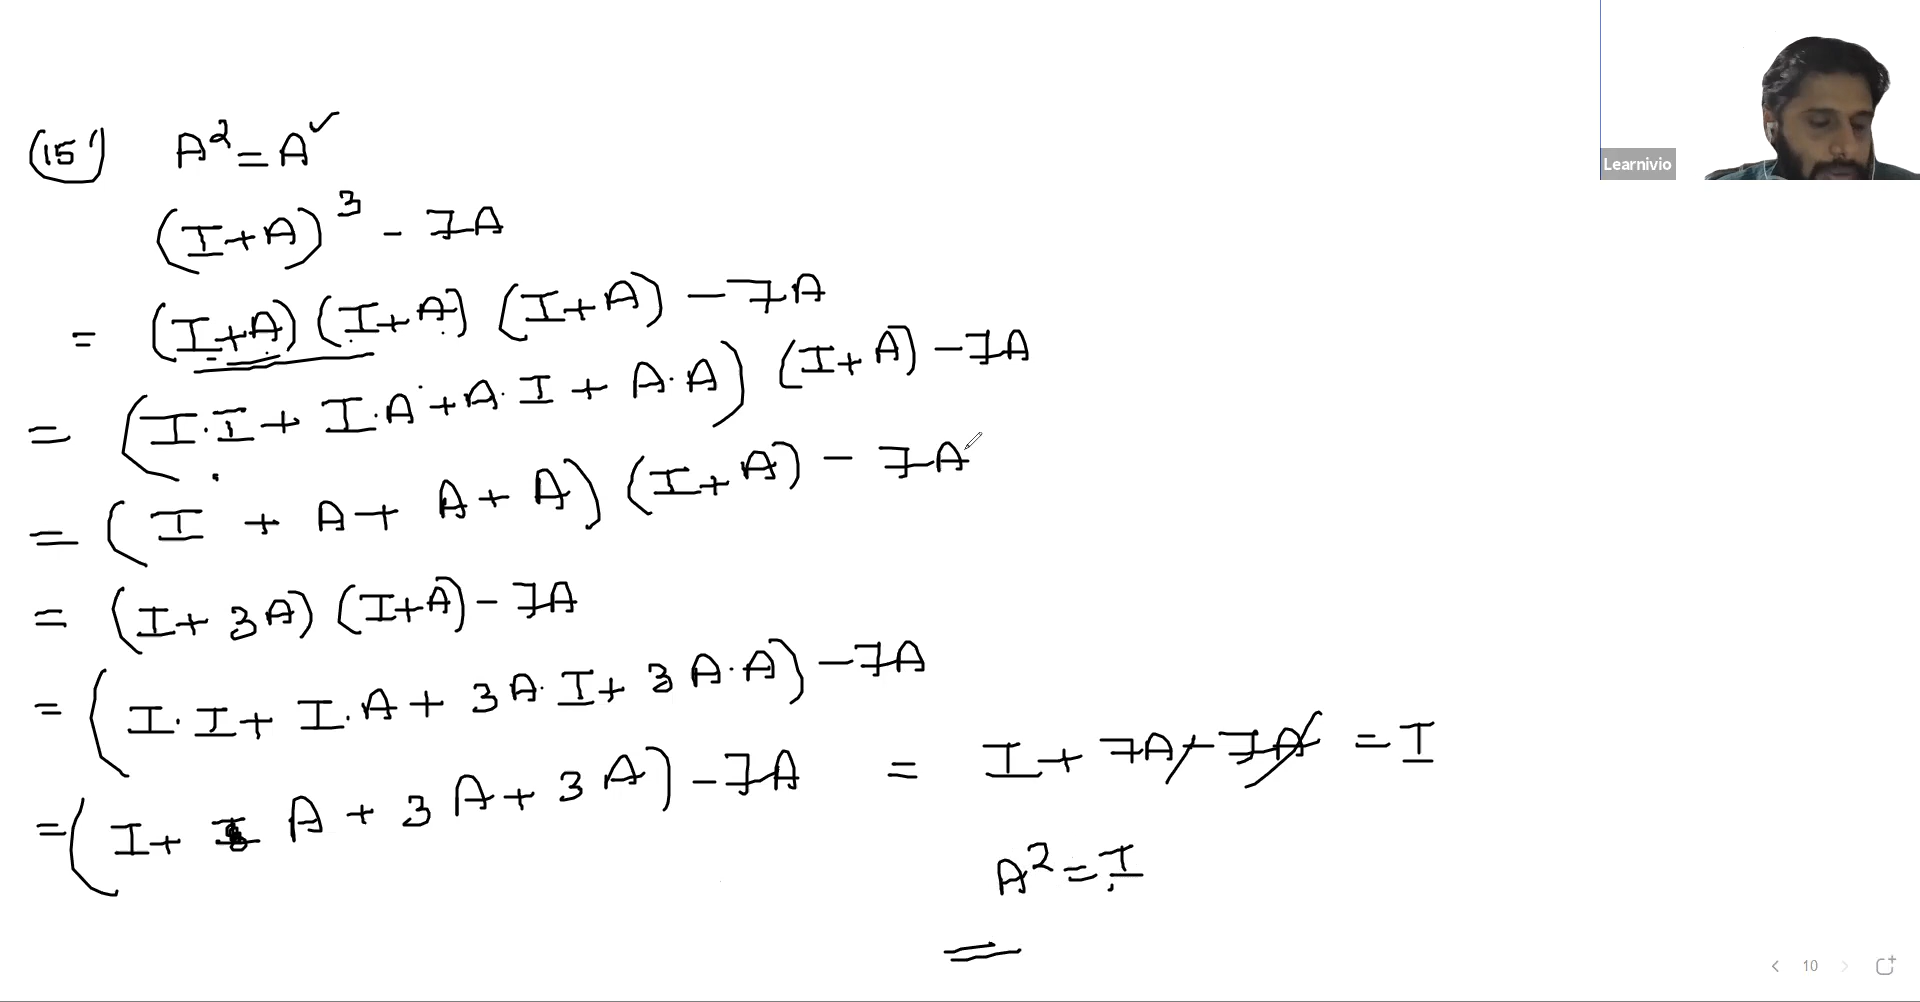 (15) A² = A ✓
(I+A)³ - 7A
= (I+A) (I+A) (I+A) - 7A
= (I·I + I·A + A·I + A·A) (I+A) - 7A
= (I + A + A + A) (I+A) - 7A
= (I + 3A) (I+A) - 7A
= (I·I + I·A + 3A·I + 3A·A) - 7A
= (I + A + 3A + 3A) - 7A = I + 7A - 7A = I
A² = I
Learnivio
10